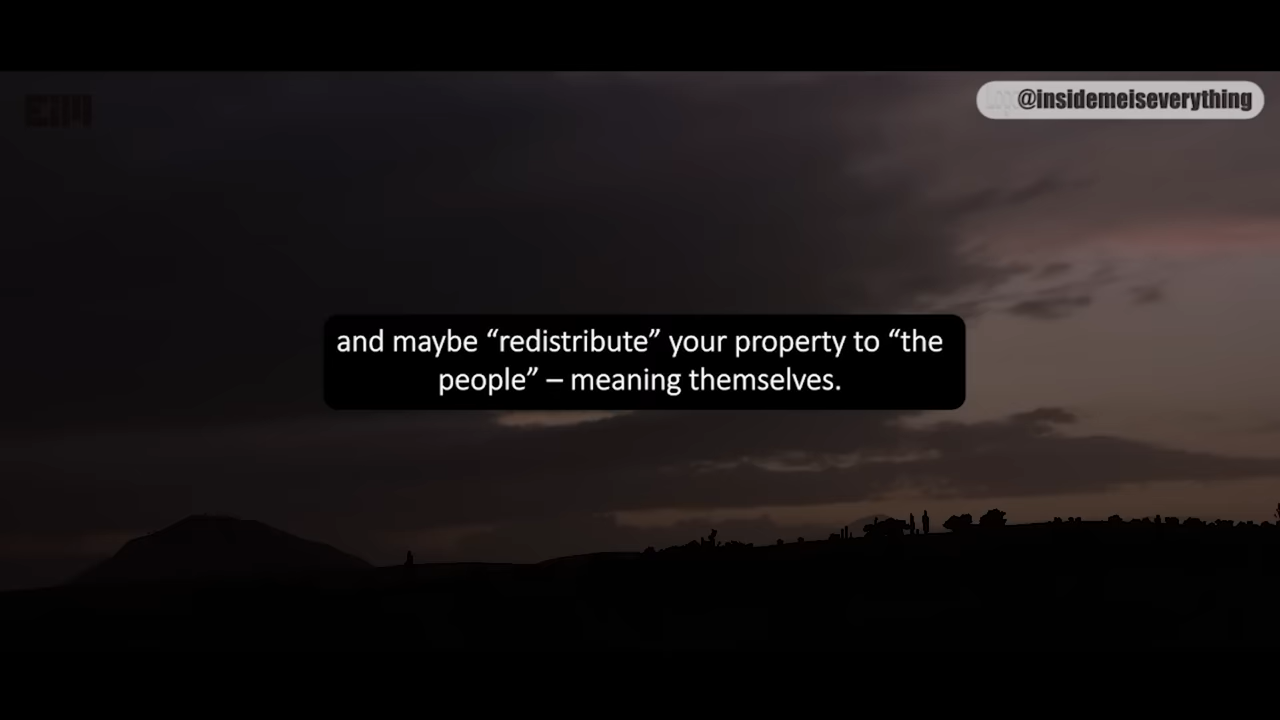 @insidemeiseverything
and maybe “redistribute” your property to “the
people” – meaning themselves.